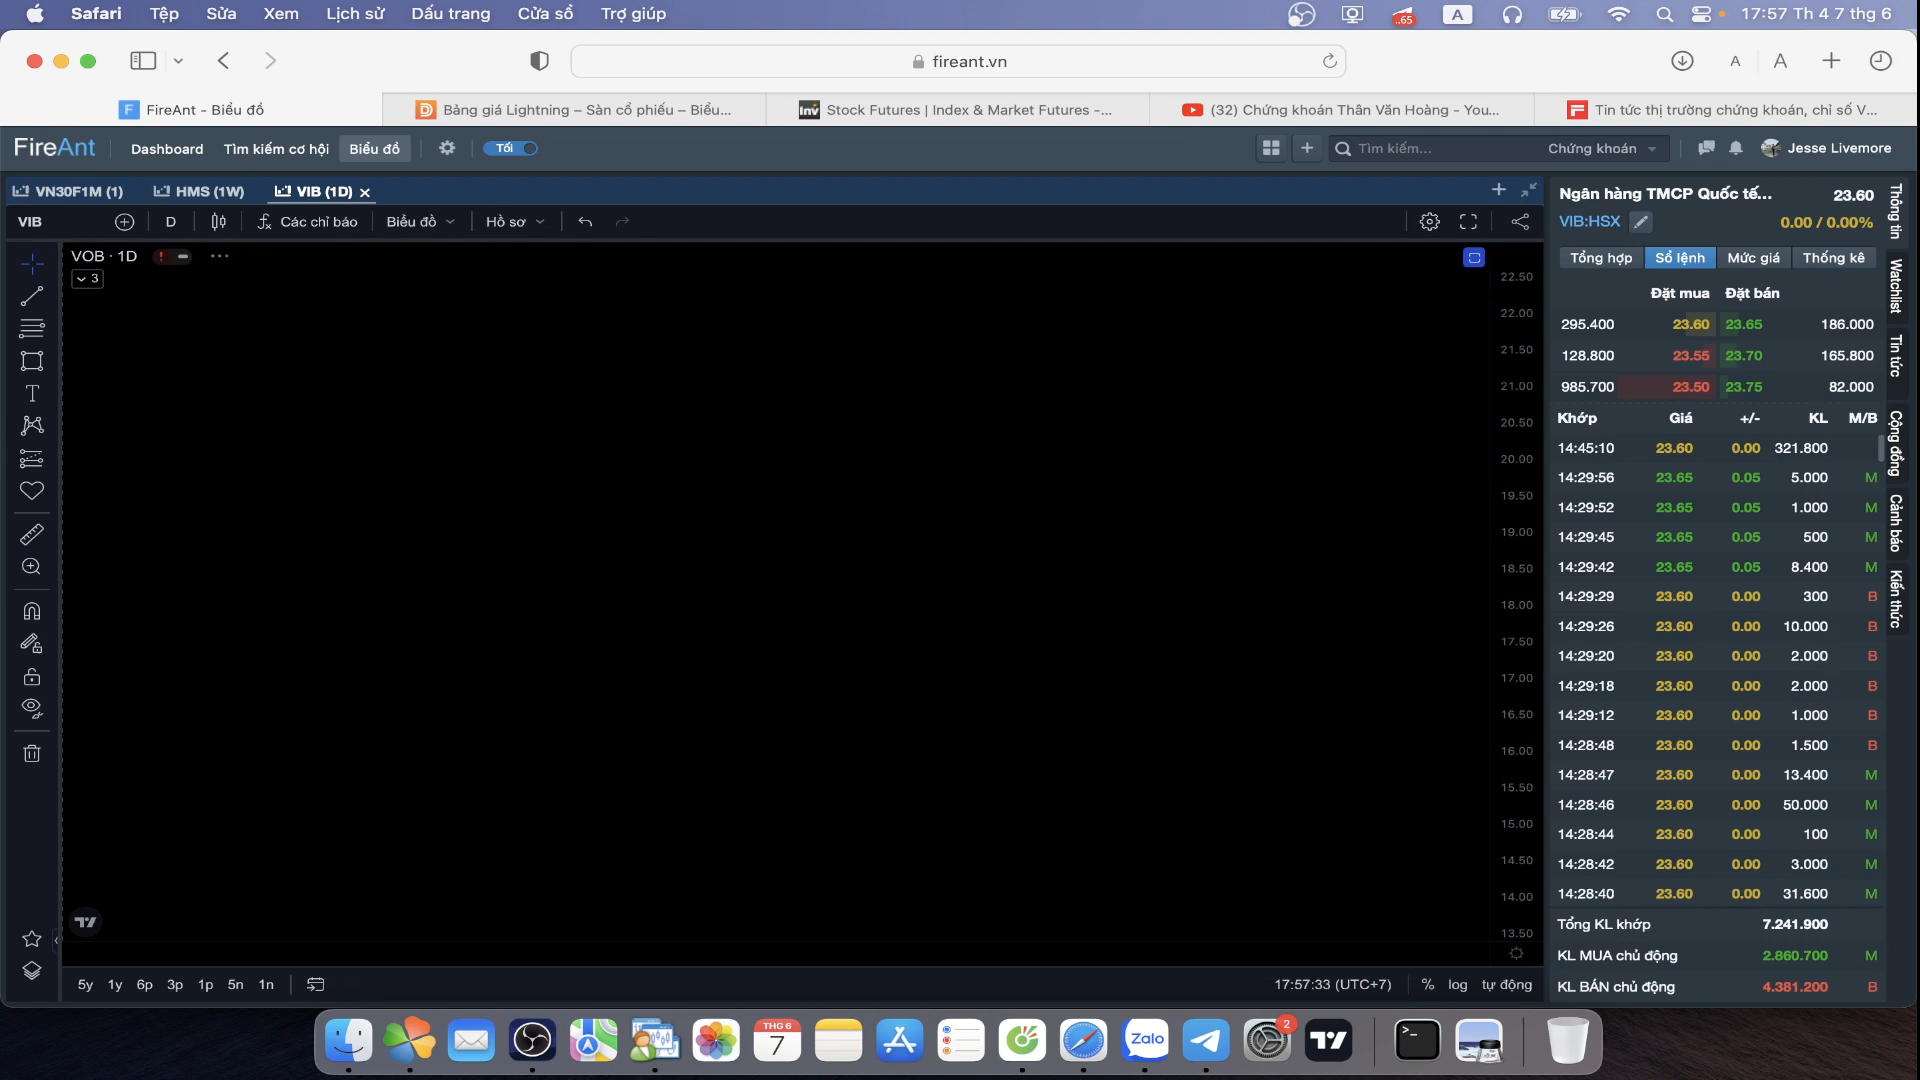 Safari Tệp Sửa Xem Lịch sử Dấu trang Cửa sổ Trợ giúp .65 A 17:57 Th 4 7 thg 6
fireant.vn A A
F FireAnt - Biểu đồ
Bảng giá Lightning – Sàn cổ phiếu – Biểu...
Inv Stock Futures | Index & Market Futures -...
(32) Chứng khoán Thân Văn Hoàng - You...
Tin tức thị trường chứng khoán, chỉ số V...
FireAnt Dashboard Tìm kiếm cơ hội Biểu đồ Tối Tìm kiếm... Chứng khoán Jesse Livemore
VN30F1M (1) HMS (1W) VIB (1D)
VIB D Các chỉ báo Biểu đồ Hồ sơ
VOB · 1D
3
22.50
22.00
21.50
21.00
20.50
20.00
19.50
19.00
18.50
18.00
17.50
17.00
16.50
16.00
15.50
15.00
14.50
14.00
13.50
5y 1y 6p 3p 1p 5n 1n 17:57:33 (UTC+7) % log tự động
Ngân hàng TMCP Quốc tế... 23.60
VIB:HSX 0.00 / 0.00%
Tổng hợp Sổ lệnh Mức giá Thống kê
Đặt mua Đặt bán
295.400 23.60 23.65 186.000
128.800 23.55 23.70 165.800
985.700 23.50 23.75 82.000
Khớp Giá +/- KL M/B
14:45:10 23.60 0.00 321.800
14:29:56 23.65 0.05 5.000 M
14:29:52 23.65 0.05 1.000 M
14:29:45 23.65 0.05 500 M
14:29:42 23.65 0.05 8.400 M
14:29:29 23.60 0.00 300 B
14:29:26 23.60 0.00 10.000 B
14:29:20 23.60 0.00 2.000 B
14:29:18 23.60 0.00 2.000 B
14:29:12 23.60 0.00 1.000 B
14:28:48 23.60 0.00 1.500 B
14:28:47 23.60 0.00 13.400 M
14:28:46 23.60 0.00 50.000 M
14:28:44 23.60 0.00 100 M
14:28:42 23.60 0.00 3.000 M
14:28:40 23.60 0.00 31.600 M
Tổng KL khớp 7.241.900
KL MUA chủ động 2.860.700 M
KL BÁN chủ động 4.381.200 B
Thông tin
Watchlist
Tin tức
Cộng đồng
Cảnh báo
Kiến thức
THG 6
7
Zalo
2